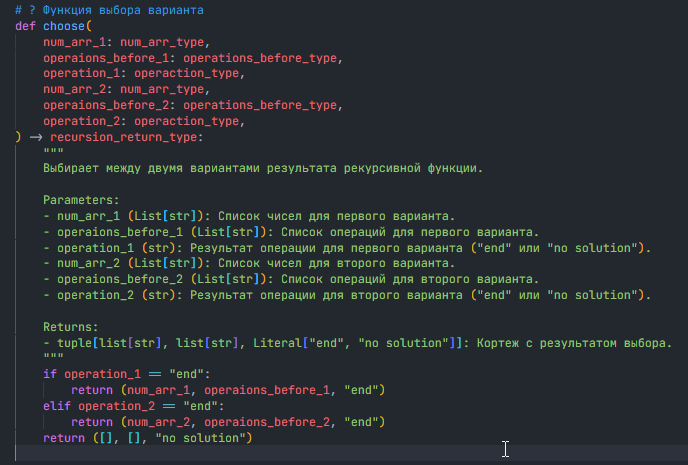 # ? Функция выбора варианта
def choose(
    num_arr_1: num_arr_type,
    operaions_before_1: operations_before_type,
    operation_1: operaction_type,
    num_arr_2: num_arr_type,
    operaions_before_2: operations_before_type,
    operation_2: operaction_type,
) -> recursion_return_type:
    """
    Выбирает между двумя вариантами результата рекурсивной функции.

    Parameters:
    - num_arr_1 (List[str]): Список чисел для первого варианта.
    - operaions_before_1 (List[str]): Список операций для первого варианта.
    - operation_1 (str): Результат операции для первого варианта ("end" или "no solution").
    - num_arr_2 (List[str]): Список чисел для второго варианта.
    - operaions_before_2 (List[str]): Список операций для второго варианта.
    - operation_2 (str): Результат операции для второго варианта ("end" или "no solution").

    Returns:
    - tuple[list[str], list[str], Literal["end", "no solution"]]: Кортеж с результатом выбора.
    """
    if operation_1 == "end":
        return (num_arr_1, operaions_before_1, "end")
    elif operation_2 == "end":
        return (num_arr_2, operaions_before_2, "end")
    return ([], [], "no solution")